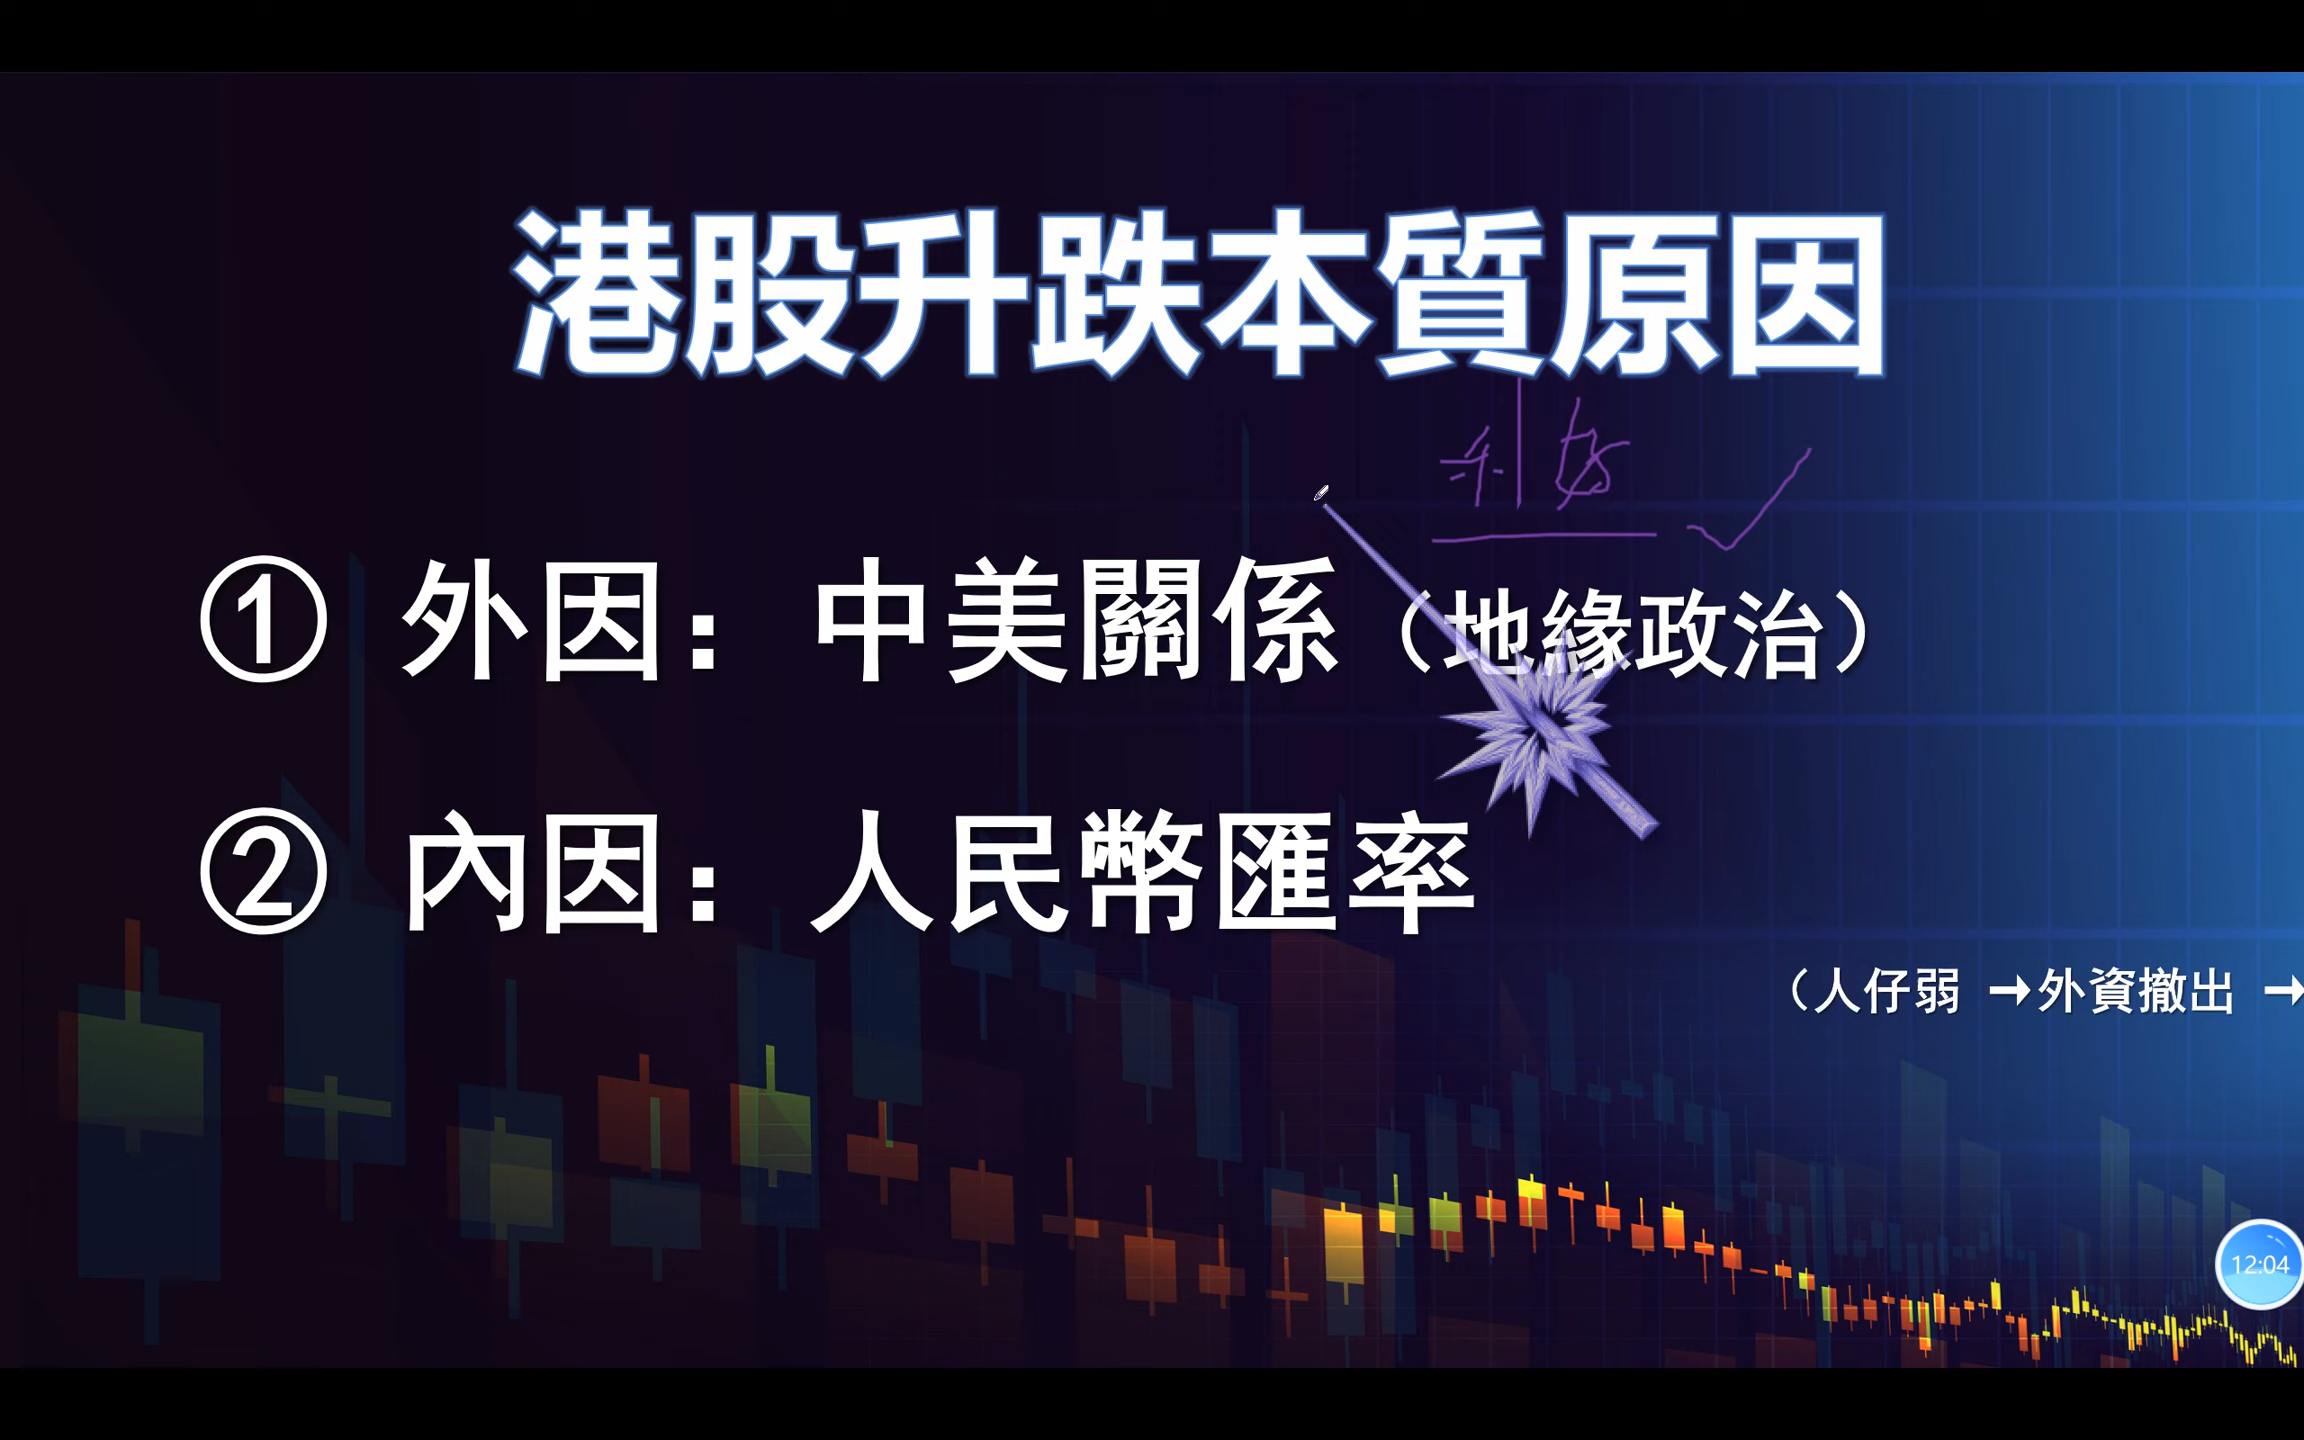 港股升跌本質原因
① 外因：中美關係（地缘政治）
② 內因：人民幣匯率
（人仔弱 →外資撤出 →
12:04